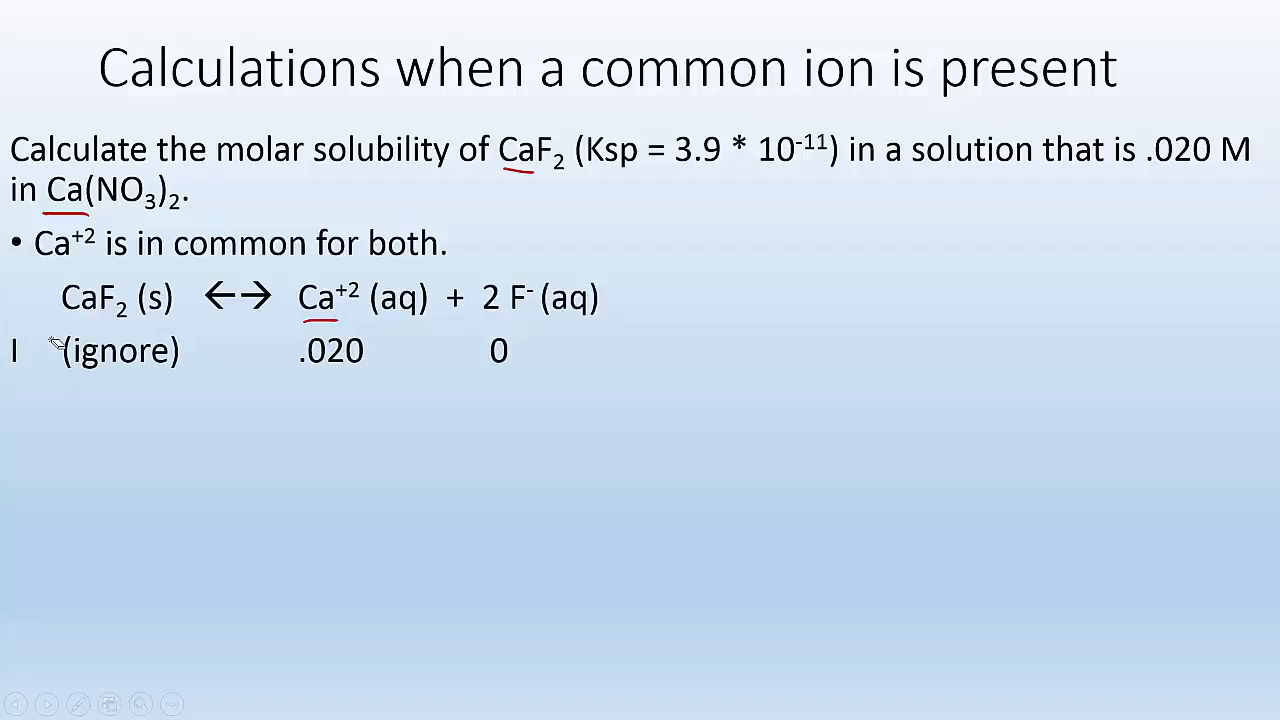 Calculations when a common ion is present
Calculate the molar solubility of CaF₂ (Ksp = 3.9 * 10⁻¹¹) in a solution that is .020 M
in Ca(NO₃)₂.
• Ca⁺² is in common for both.
CaF₂ (s) ←→ Ca⁺² (aq) + 2 F⁻ (aq)
I (ignore) .020 0